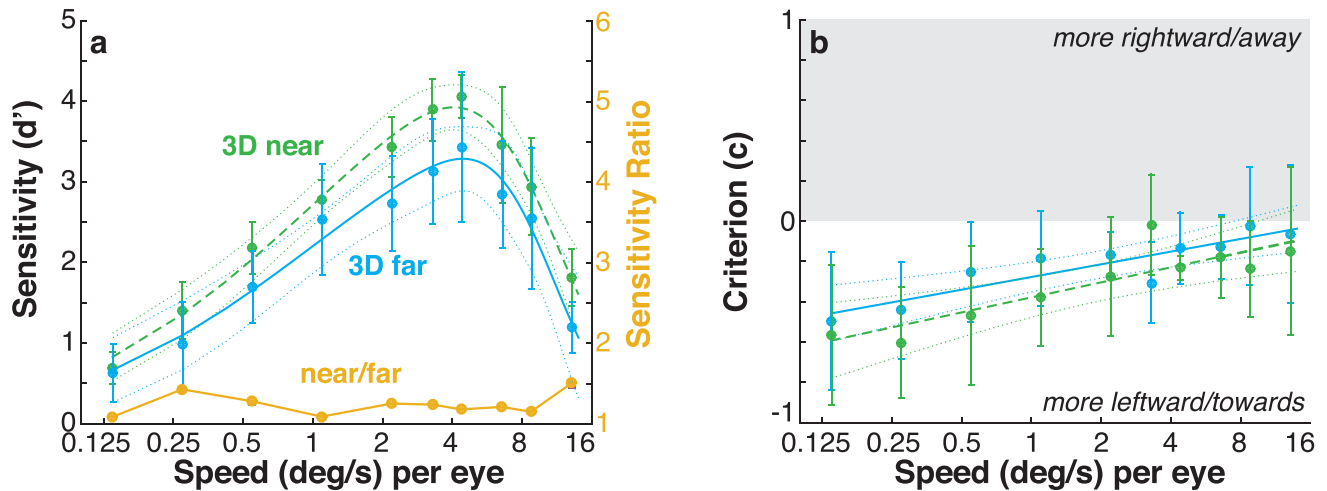 a
5
4
3
2
1
0
Sensitivity (d’)
6
5
4
3
2
1
Sensitivity Ratio
3D near
3D far
near/far
0.125 0.25 0.5 1 2 4 8 16
Speed (deg/s) per eye
b
1
0
-1
Criterion (c)
more rightward/away
more leftward/towards
0.125 0.25 0.5 1 2 4 8 16
Speed (deg/s) per eye